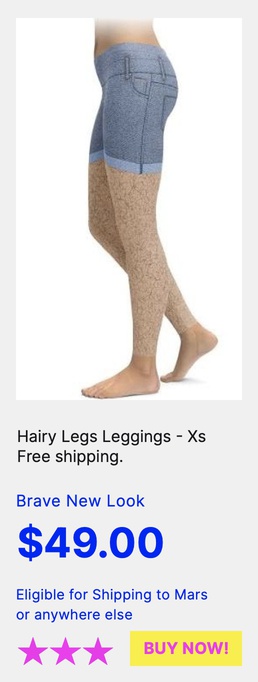 Hairy Legs Leggings - Xs
Free shipping.
Brave New Look
$49.00
Eligible for Shipping to Mars
or anywhere else
BUY NOW!